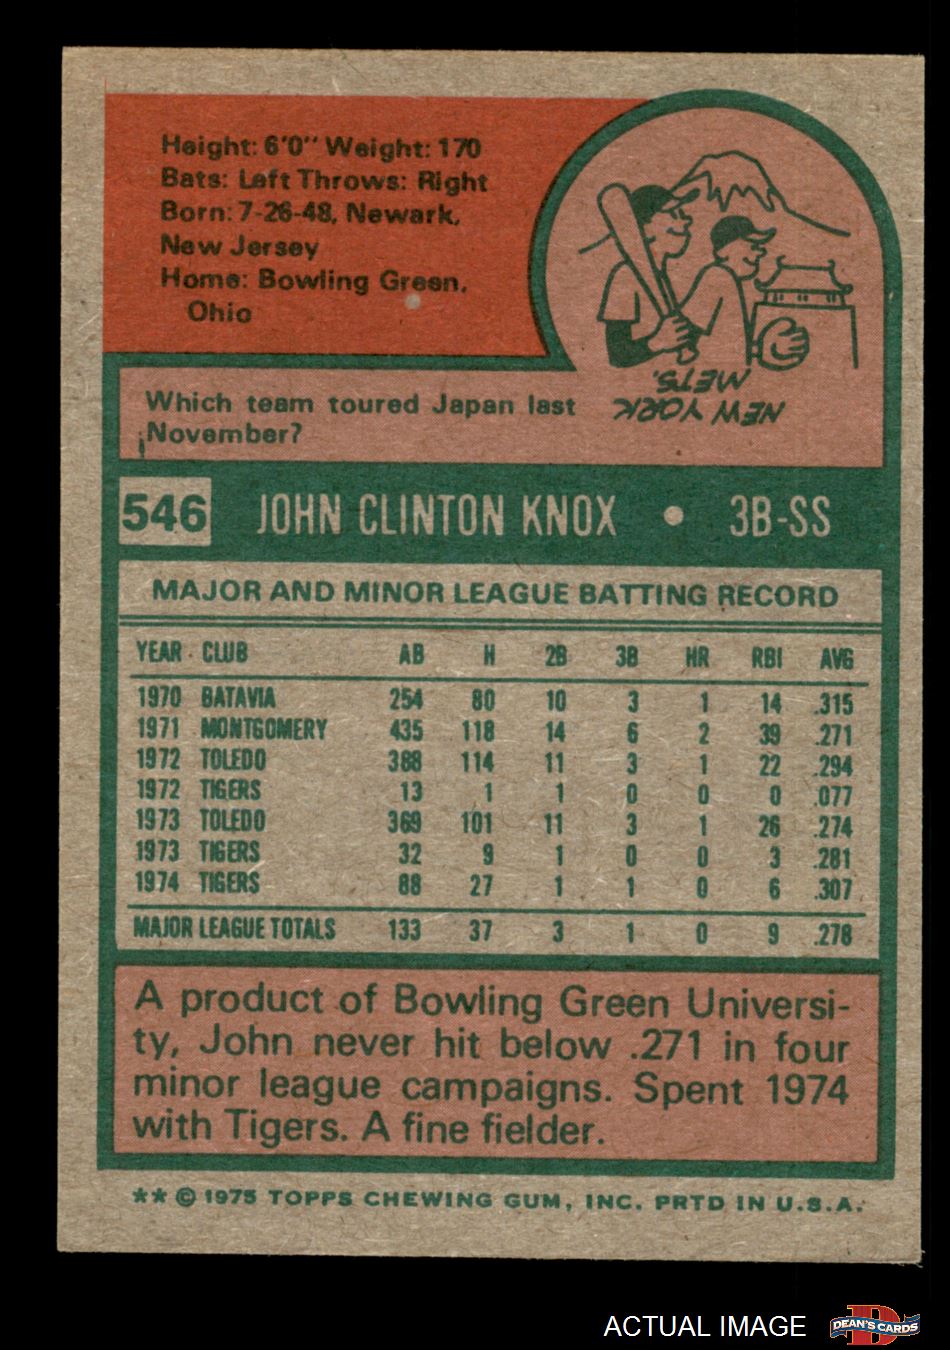 Height: 6'0" Weight: 170
Bats: Left Throws: Right
Born: 7-26-48, Newark,
New Jersey
Home: Bowling Green,
Ohio
Which team toured Japan last
November?
NEW YORK
METS.
546 JOHN CLINTON KNOX • 3B-SS
MAJOR AND MINOR LEAGUE BATTING RECORD
YEAR CLUB AB H 2B 3B HR RBI AVG
1970 BATAVIA 254 80 10 3 1 14 .315
1971 MONTGOMERY 435 118 14 6 2 39 .271
1972 TOLEDO 388 114 11 3 1 22 .294
1972 TIGERS 13 1 1 0 0 0 .077
1973 TOLEDO 369 101 11 3 1 26 .274
1973 TIGERS 32 9 1 0 0 3 .281
1974 TIGERS 88 27 1 1 0 6 .307
MAJOR LEAGUE TOTALS 133 37 3 1 0 9 .278
A product of Bowling Green Universi-
ty, John never hit below .271 in four
minor league campaigns. Spent 1974
with Tigers. A fine fielder.
** © 1975 TOPPS CHEWING GUM, INC. PRTD IN U.S.A.
ACTUAL IMAGE
D
DEAN'S CARDS